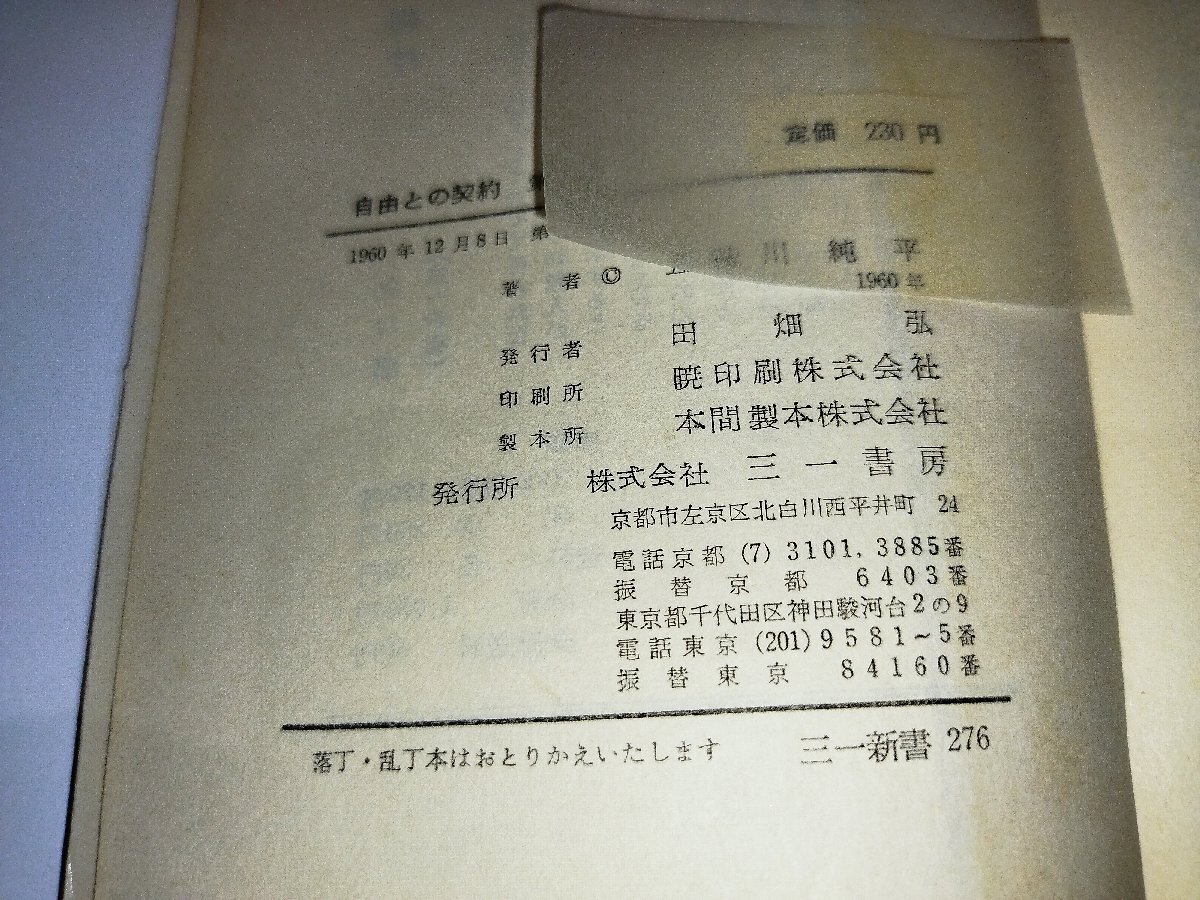 定価 230 円
自由との契約 第
1960 年 12 月 8 日 第
著者 © 川 純 平
1960 年
発行者 田 畑 弘
印刷所 暁印刷株式会社
製本所 本間製本株式会社
発行所 株式会社 三一書房
京都市左京区北白川西平井町 24
電話京都 (7) 3101, 3885番
振替京都 6403番
東京都千代田区神田駿河台2の9
電話東京 (201) 9581~5番
振替東京 84160番
落丁・乱丁本はおとりかえいたします 三一新書 276